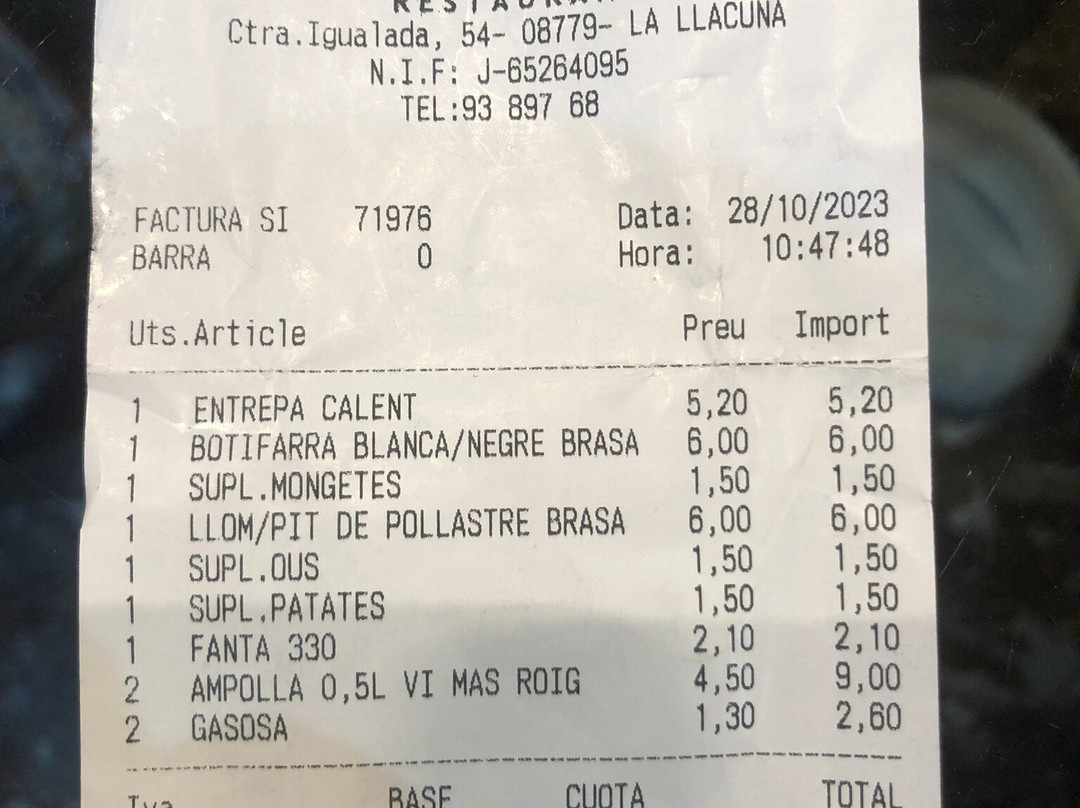 Ctra.Igualada, 54- 08779- LA LLACUNA
N.I.F: J-65264095
TEL:93 897 68
FACTURA SI 71976 Data: 28/10/2023
BARRA 0 Hora: 10:47:48
Uts.Article Preu Import
1 ENTREPA CALENT 5,20 5,20
1 BOTIFARRA BLANCA/NEGRE BRASA 6,00 6,00
1 SUPL.MONGETES 1,50 1,50
1 LLOM/PIT DE POLLASTRE BRASA 6,00 6,00
1 SUPL.OUS 1,50 1,50
1 SUPL.PATATES 1,50 1,50
1 FANTA 330 2,10 2,10
2 AMPOLLA 0,5L VI MAS ROIG 4,50 9,00
2 GASOSA 1,30 2,60
Iva BASE CUOTA TOTAL